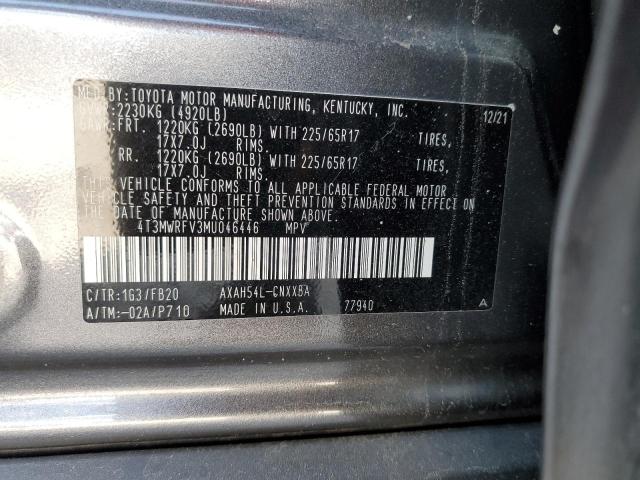 MFD.BY:TOYOTA MOTOR MANUFACTURING, KENTUCKY, INC. 12/21
GVWR:2230KG (4920LB)
GAWR:FRT. 1220KG (2690LB) WITH 225/65R17 TIRES,
17X7.0J RIMS.
RR. 1220KG (2690LB) WITH 225/65R17 TIRES,
17X7.0J RIMS.
THIS VEHICLE CONFORMS TO ALL APPLICABLE FEDERAL MOTOR
VEHICLE SAFETY AND THEFT PREVENTION STANDARDS IN EFFECT ON
THE DATE OF MANUFACTURE SHOWN ABOVE.
4T3MWRFV3MU046446 MPV
C/TR:1G3/FB20 AXAH54L-CNXXBA
A/TM:-02A/P710 MADE IN U.S.A. 77940 A